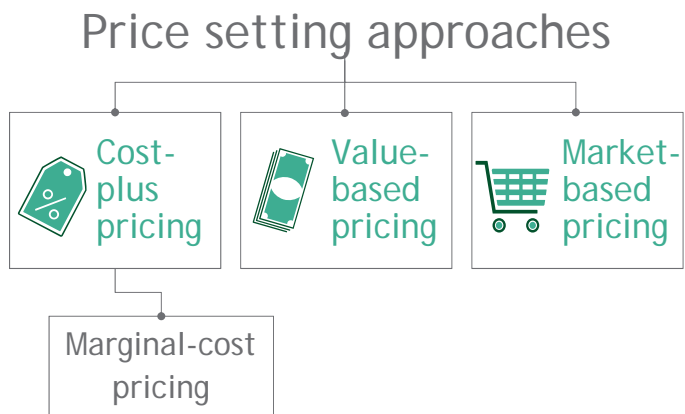 Price setting approaches
Cost-
plus
pricing
Value-
based
pricing
Market-
based
pricing
Marginal-cost
pricing